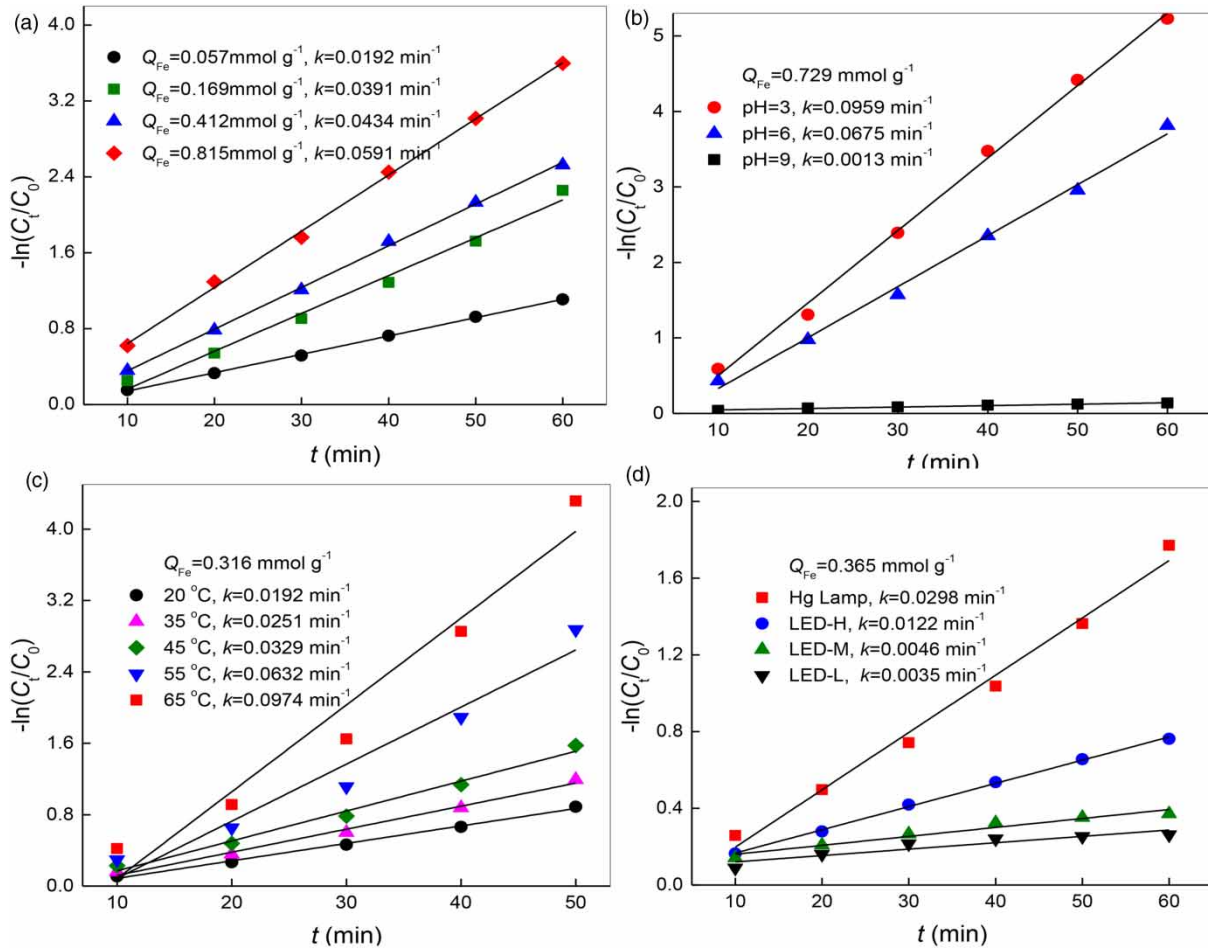 (a)
4.0
3.2
2.4
1.6
0.8
0.0
-ln(Cₜ/C₀)
Q_Fe=0.057mmol g⁻¹, k=0.0192 min⁻¹
Q_Fe=0.169mmol g⁻¹, k=0.0391 min⁻¹
Q_Fe=0.412mmol g⁻¹, k=0.0434 min⁻¹
Q_Fe=0.815mmol g⁻¹, k=0.0591 min⁻¹
10 20 30 40 50 60
t (min)
(b)
5
4
3
2
1
0
-ln(Cₜ/C₀)
Q_Fe=0.729 mmol g⁻¹
pH=3, k=0.0959 min⁻¹
pH=6, k=0.0675 min⁻¹
pH=9, k=0.0013 min⁻¹
10 20 30 40 50 60
t (min)
(c)
4.0
3.2
2.4
1.6
0.8
0.0
-ln(Cₜ/C₀)
Q_Fe=0.316 mmol g⁻¹
20 °C, k=0.0192 min⁻¹
35 °C, k=0.0251 min⁻¹
45 °C, k=0.0329 min⁻¹
55 °C, k=0.0632 min⁻¹
65 °C, k=0.0974 min⁻¹
10 20 30 40 50
t (min)
(d)
2.0
1.6
1.2
0.8
0.4
0.0
-ln(Cₜ/C₀)
Q_Fe=0.365 mmol g⁻¹
Hg Lamp, k=0.0298 min⁻¹
LED-H, k=0.0122 min⁻¹
LED-M, k=0.0046 min⁻¹
LED-L, k=0.0035 min⁻¹
10 20 30 40 50 60
t (min)